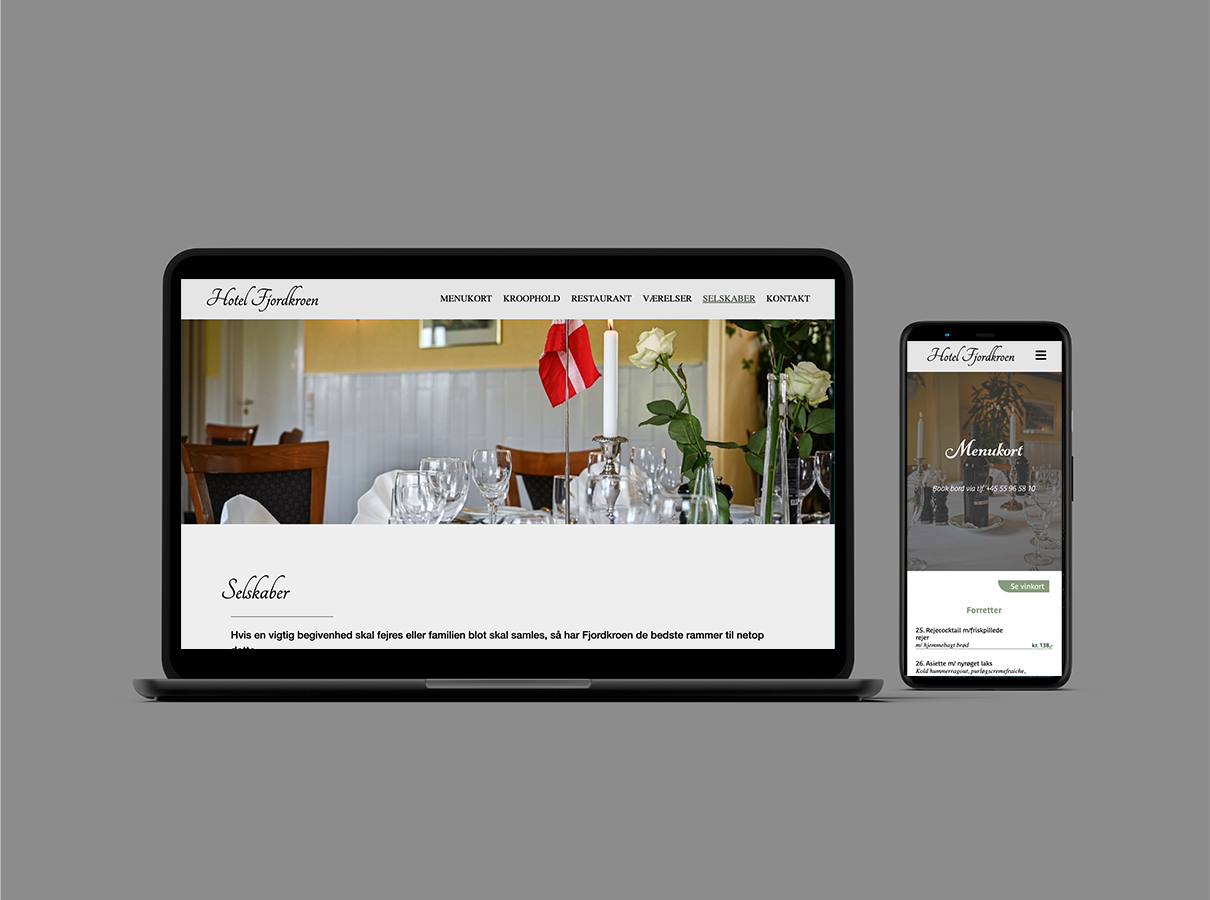 Hotel Fjordkroen
MENUKORT KROOPHOLD RESTAURANT VÆRELSER SELSKABER KONTAKT
Selskaber
Hvis en vigtig begivenhed skal fejres eller familien blot skal samles, så har Fjordkroen de bedste rammer til netop
dette
Hotel Fjordkroen
Menukort
Book bord via tlf. +45 55 96 58 10
Se vinkort
Forretter
25. Rejecocktail m/friskpillede
rejer
m/ hjemmebagt brød kr. 138,-
26. Asiette m/ nyrøget laks
Kold hummerragout, purløgscremefraiche,